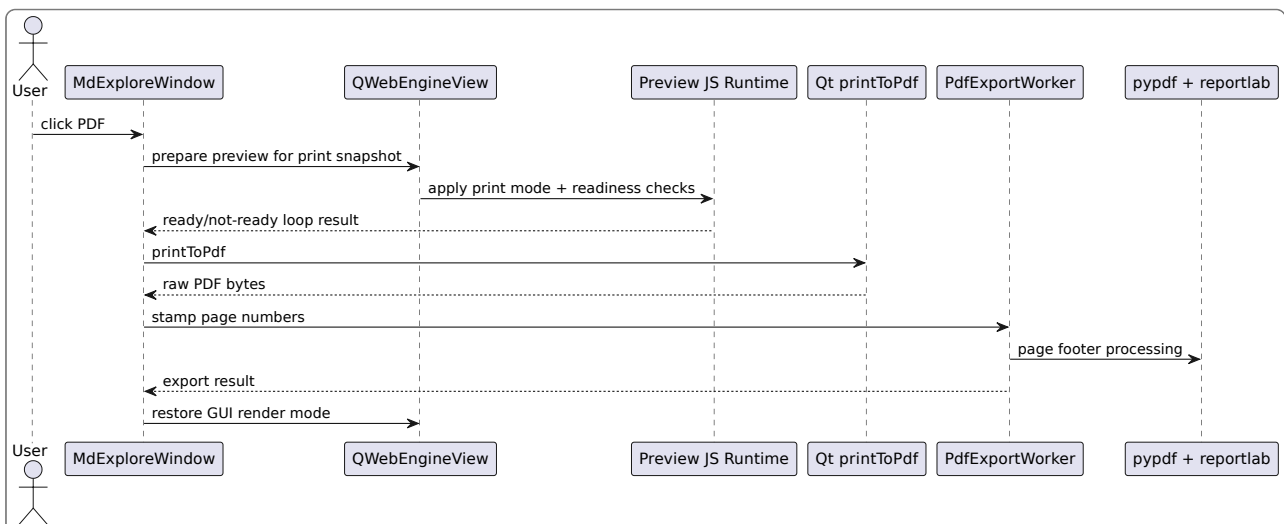 User
MdExploreWindow
QWebEngineView
Preview JS Runtime
Qt printToPdf
PdfExportWorker
pypdf + reportlab
click PDF
prepare preview for print snapshot
apply print mode + readiness checks
ready/not-ready loop result
printToPdf
raw PDF bytes
stamp page numbers
page footer processing
export result
restore GUI render mode
User
MdExploreWindow
QWebEngineView
Preview JS Runtime
Qt printToPdf
PdfExportWorker
pypdf + reportlab